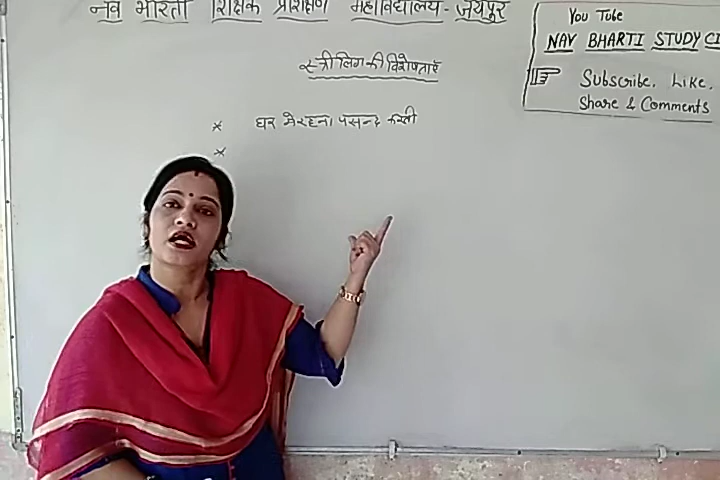 नव भारती शिक्षक प्रशिक्षण महाविद्यालय - जयपुर
You Tube
NAV BHARTI STUDY
Subscribe. Like.
Share & Comments
स्त्री लिंग की विशेषताएँ
* घर मे रहना पसन्द करती
*